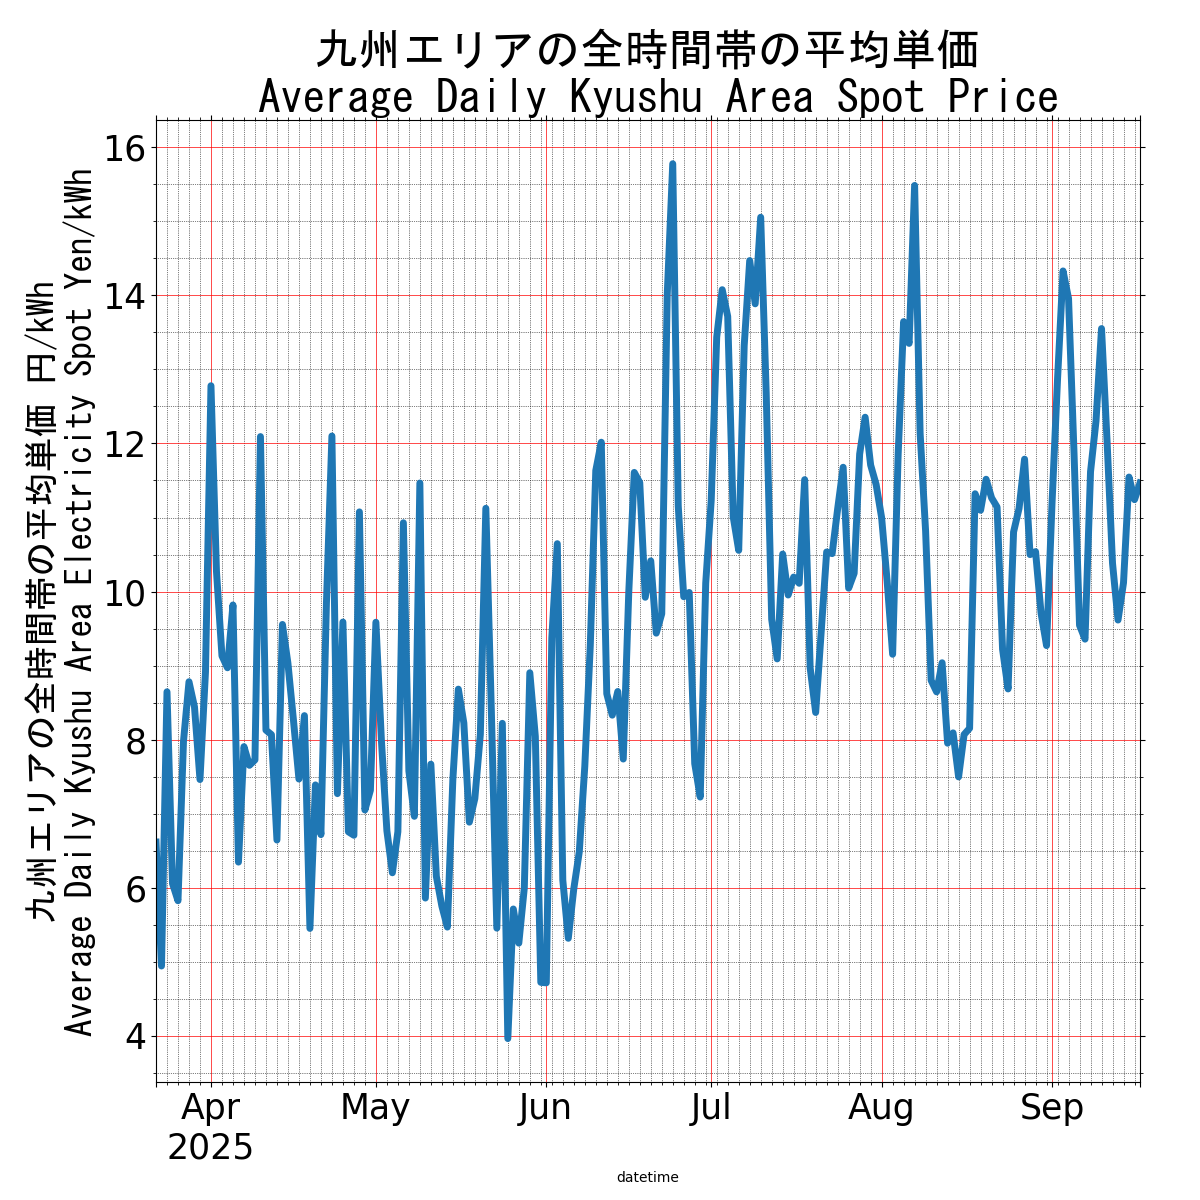 九州エリアの全時間帯の平均単価
Average Daily Kyushu Area Spot Price
九州エリアの全時間帯の平均単価 円/kWh
Average Daily Kyushu Area Electricity Spot Yen/kWh
16
14
12
10
8
6
4
Apr
May
Jun
Jul
Aug
Sep
2025
datetime